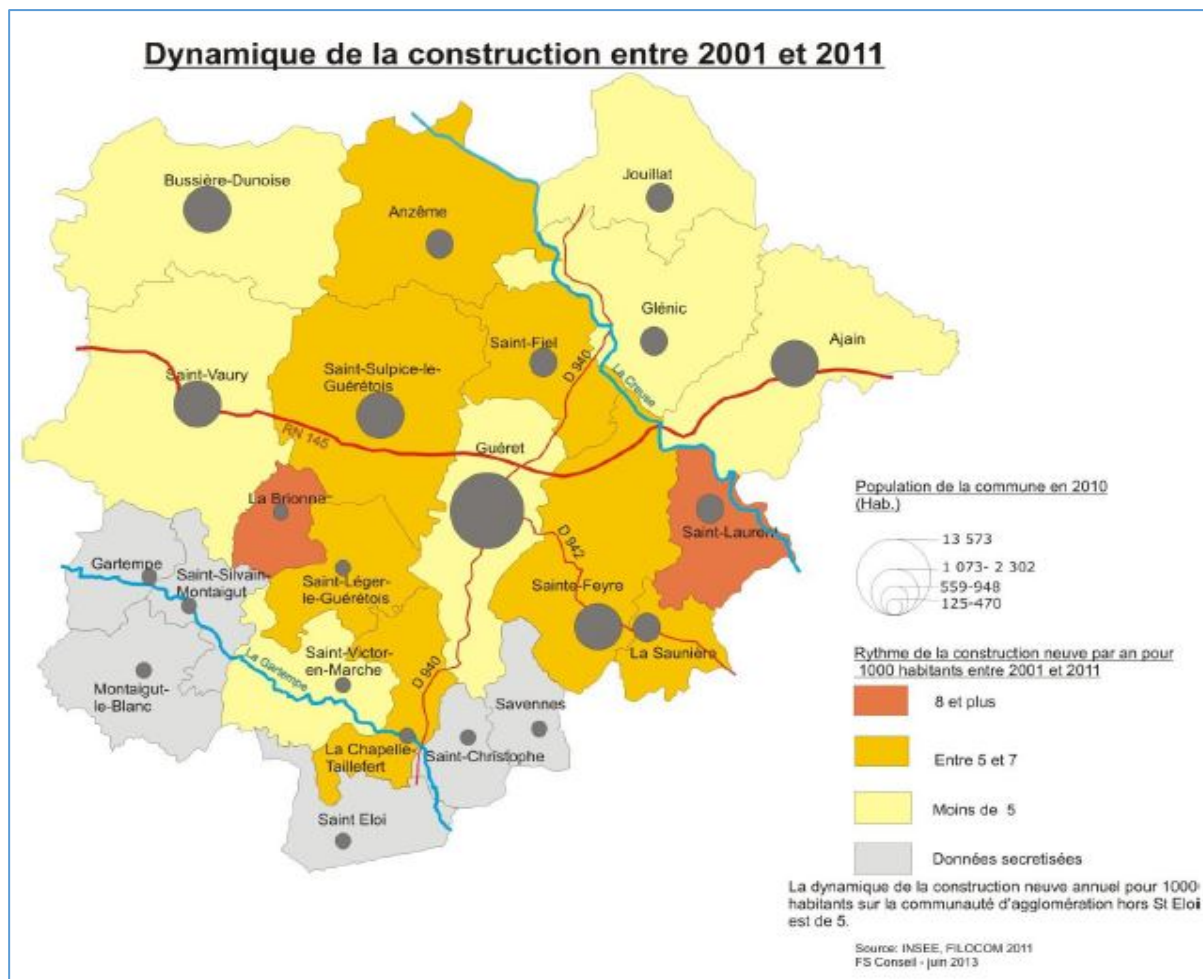 Dynamique de la construction entre 2001 et 2011
Bussière-Dunoise
Jouillat
Anzême
Glénic
Ajain
Saint-Fiel
D 940
La Creuse
Saint-Vaury
Saint-Sulpice-le-
Guérétois
RN 145
Guéret
La Brionne
Saint-Laurent
D 942
Gartempe
Saint-Silvain-
Montaigut
Saint-Léger-
le-Guérétois
Sainte-Feyre
La Saunière
La Gartempe
Saint-Victor-
en-Marche
D 940
Montaigut-
le-Blanc
Savennes
La Chapelle-
Taillefert
Saint-Christophe
Saint Eloi
Population de la commune en 2010
(Hab.)
13 573
1 073- 2 302
559-948
125-470
Rythme de la construction neuve par an pour
1000 habitants entre 2001 et 2011
8 et plus
Entre 5 et 7
Moins de 5
Données secretisées
La dynamique de la construction neuve annuel pour 1000
habitants sur la communauté d'agglomération hors St Eloi
est de 5.
Source: INSEE, FILOCOM 2011
FS Conseil - juin 2013